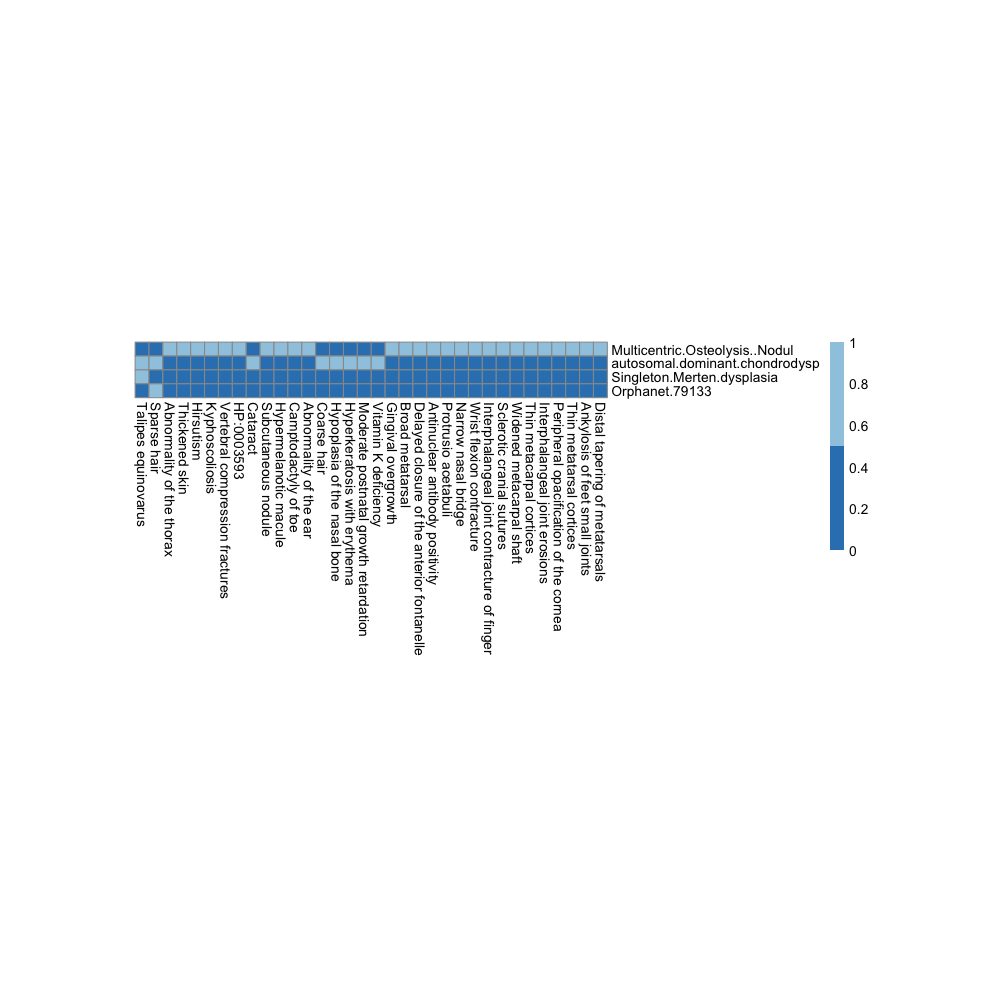 Multicentric.Osteolysis..Nodul
autosomal.dominant.chondrodysp
Singleton.Merten.dysplasia
Orphanet.79133
1
0.8
0.6
0.4
0.2
0
Talipes equinovarus
Sparse hair
Abnormality of the thorax
Thickened skin
Hirsutism
Kyphoscoliosis
Vertebral compression fractures
HP:0003593
Cataract
Subcutaneous nodule
Hypermelanotic macule
Camptodactyly of toe
Abnormality of the ear
Coarse hair
Hypoplasia of the nasal bone
Hyperkeratosis with erythema
Moderate postnatal growth retardation
Vitamin K deficiency
Gingival overgrowth
Broad metatarsal
Delayed closure of the anterior fontanelle
Antinuclear antibody positivity
Protrusio acetabuli
Narrow nasal bridge
Wrist flexion contracture
Interphalangeal joint contracture of finger
Sclerotic cranial sutures
Widened metacarpal shaft
Thin metacarpal cortices
Interphalangeal joint erosions
Peripheral opacification of the cornea
Thin metatarsal cortices
Ankylosis of feet small joints
Distal tapering of metatarsals